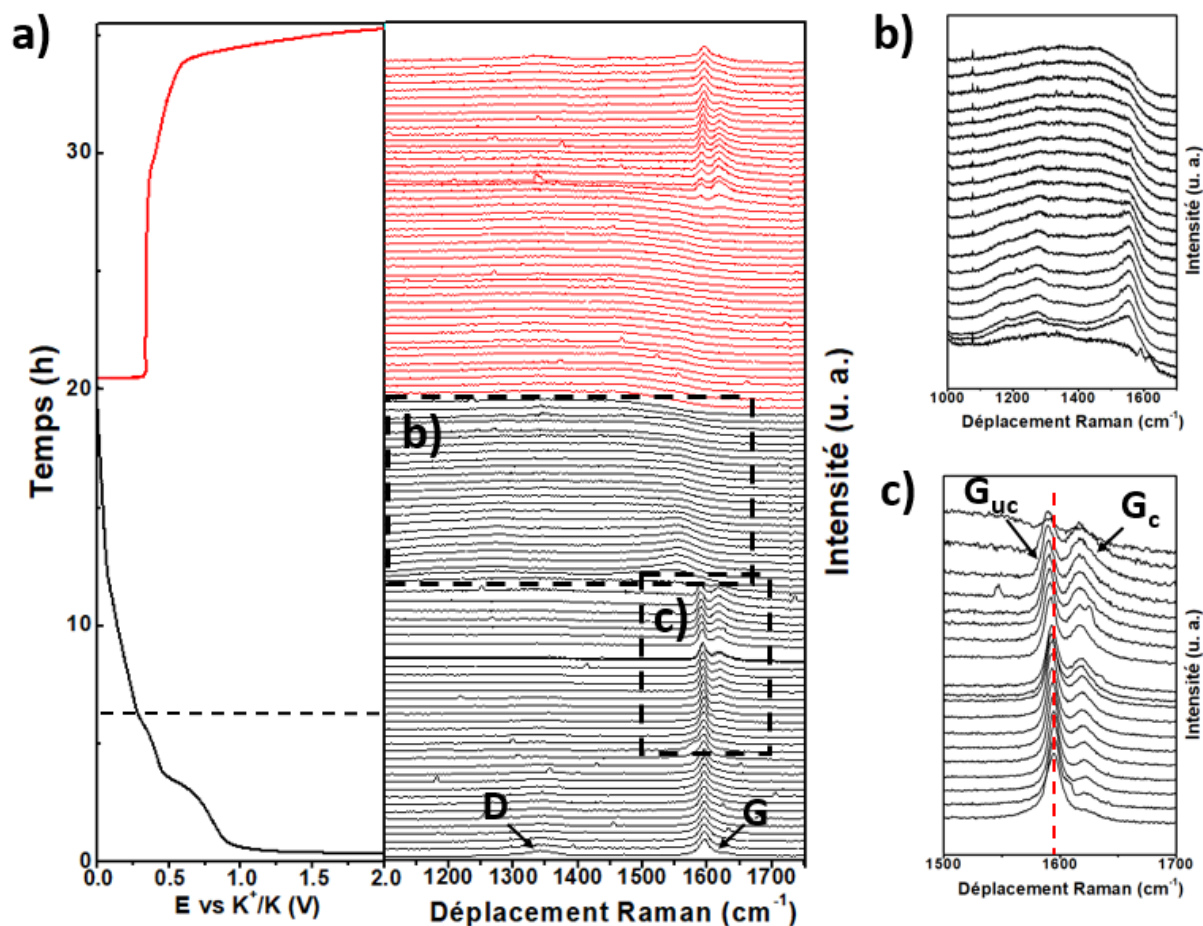 a)
Temps (h)
30
20
10
0
0.0 0.5 1.0 1.5 2.0
E vs K⁺/K (V)
b)
c)
D
G
1200 1300 1400 1500 1600 1700
Déplacement Raman (cm⁻¹)
Intensité (u. a.)
b)
1000 1200 1400 1600
Déplacement Raman (cm⁻¹)
Intensité (u. a.)
c)
Guc
Gc
1500 1600 1700
Déplacement Raman (cm⁻¹)
Intensité (u. a.)